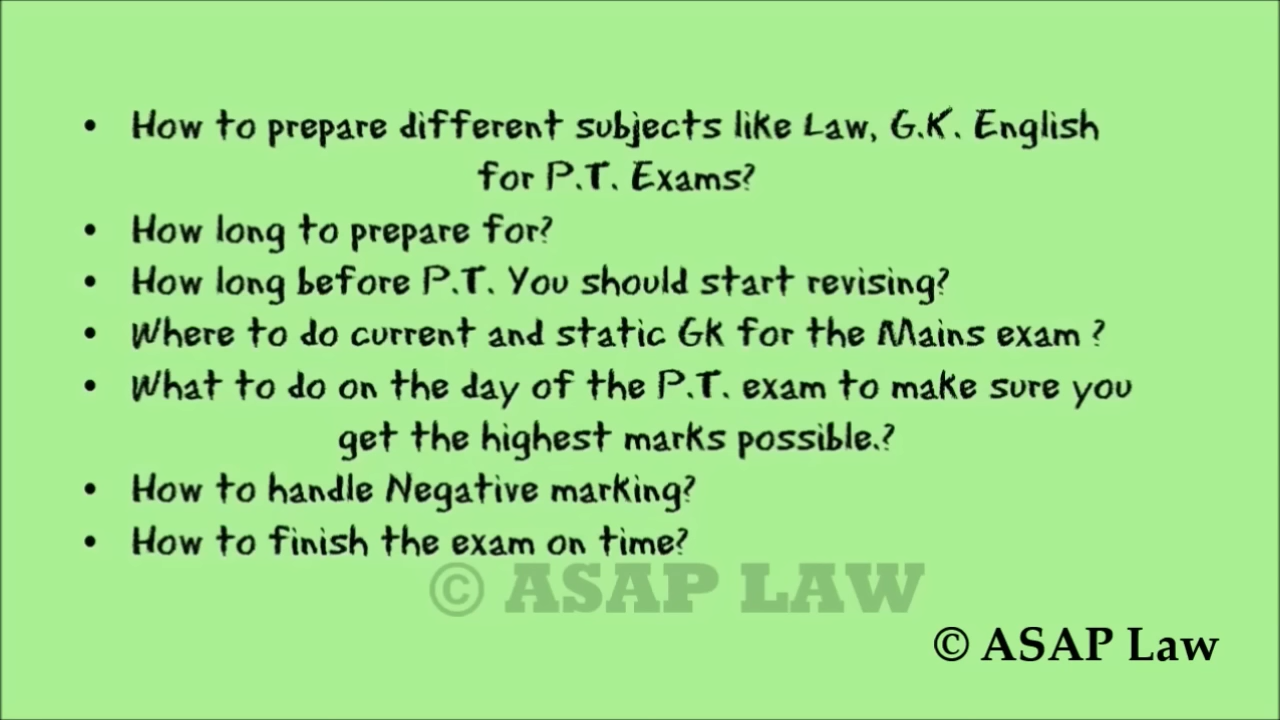 • How to prepare different subjects like Law, G.K. English
for P.T. Exams?
• How long to prepare for?
• How long before P.T. You should start revising?
• Where to do current and static GK for the Mains exam ?
• What to do on the day of the P.T. exam to make sure you
get the highest marks possible.?
• How to handle Negative marking?
• How to finish the exam on time?
© ASAP LAW
© ASAP Law